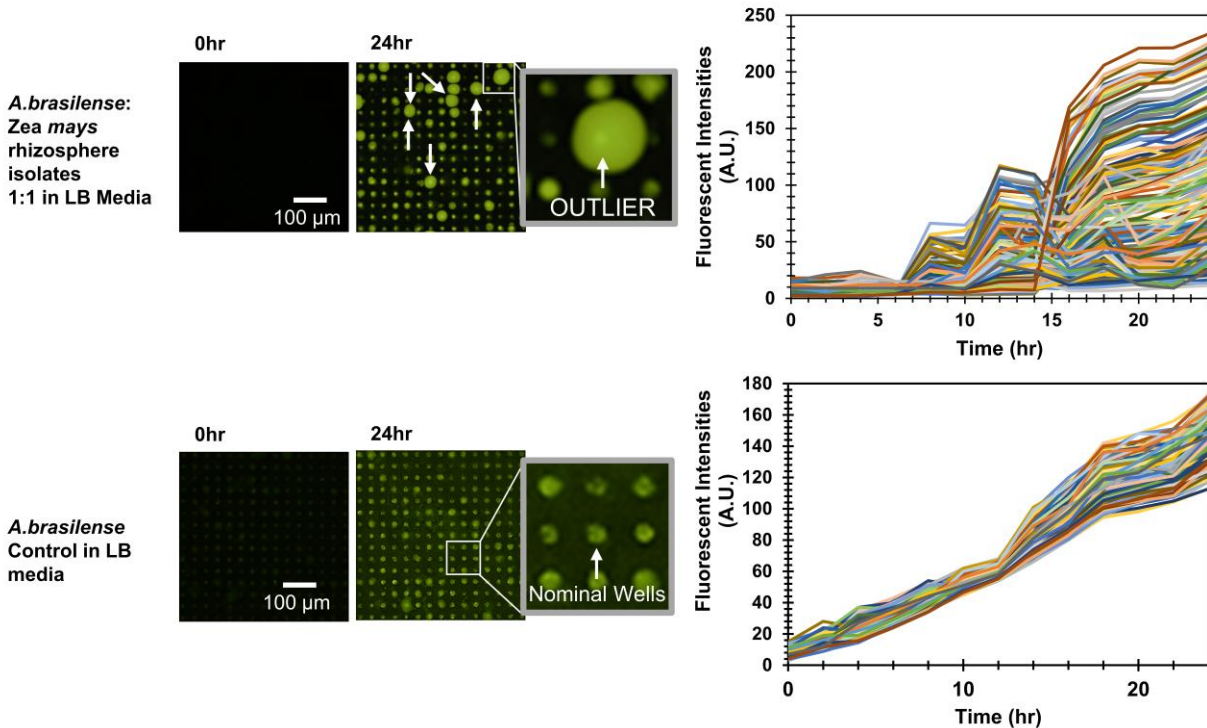 0hr
24hr
A.brasilense:
Zea mays
rhizosphere
isolates
1:1 in LB Media
100 µm
OUTLIER
Fluorescent Intensities
(A.U.)
250
200
150
100
50
0
0 5 10 15 20
Time (hr)
0hr
24hr
A.brasilense
Control in LB
media
100 µm
Nominal Wells
Fluorescent Intensities
(A.U.)
180
160
140
120
100
80
60
40
20
0
0 10 20
Time (hr)